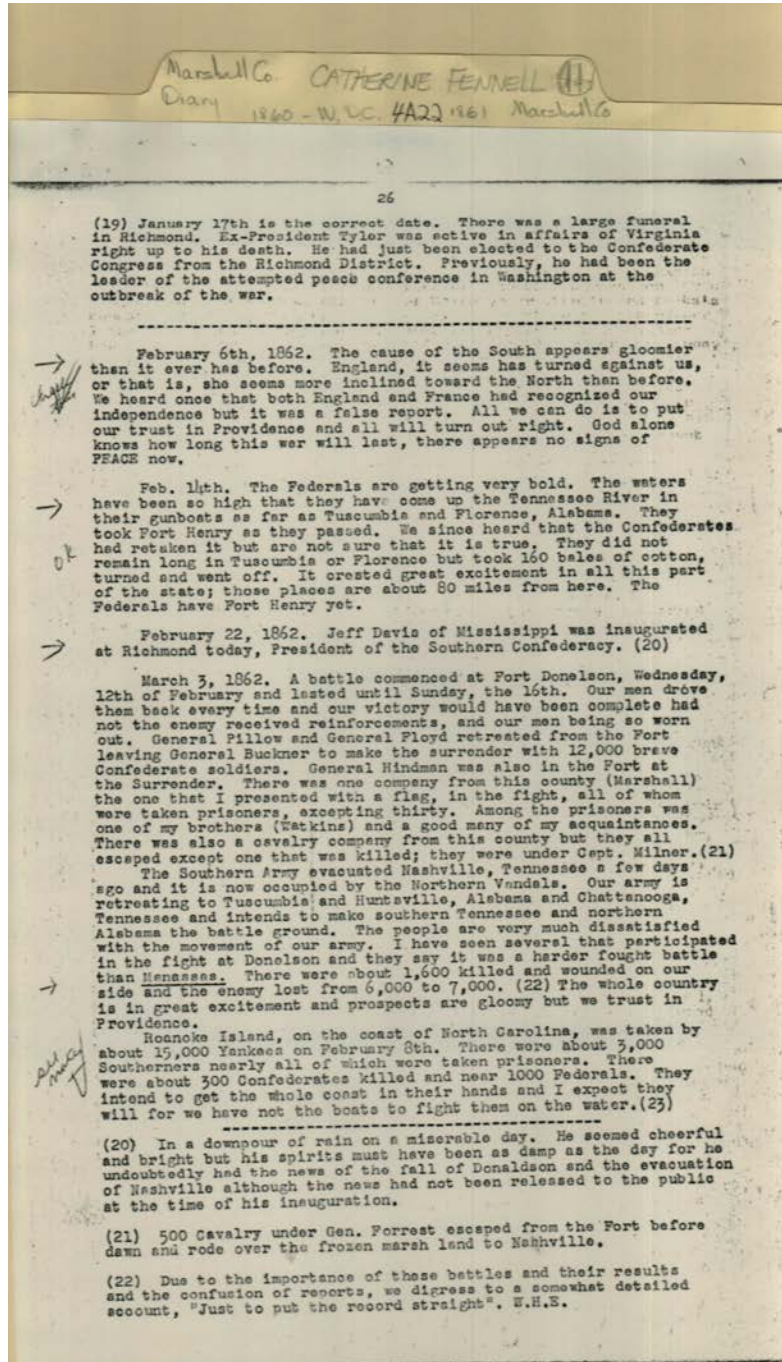 Marshall Co. CATHERINE FENNELL
Diary
1860 - 4A22 1861 Marshall Co
26
(19) January 17th is the correct date. There was a large funeral
in Richmond. Ex-President Tylor was active in affairs of Virginia
right up to his death. He had just been elected to the Confederate
Congress from the Richmond District. Previously, he had been the
leader of the attempted peach conference in Washington at the
outbreak of the war.
February 6th, 1862. The cause of the South appears gloomier
than it ever has before. England, it seems has turned against us,
or that is, she seems more inclined toward the North than before.
We heard once that both England and France had recognized our
independence but it was a false report. All we can do is to put
our trust in Providence and all will turn out right. God alone
knows how long this war will last, there appears no signs of
PEACE now.
Feb. 14th. The Federals are getting very bold. The waters
have been so high that they have come up the Tennessee River in
their gunboats as far as Tuscumbia and Florence, Alabama. They
took Fort Henry as they passed. We since heard that the Confederates
ok
had retaken it but are not sure that it is true. They did not
remain long in Tuscumbia or Florence but took 160 bales of cotton,
turned and went off. It created great excitement in all this part
of the state; those places are about 80 miles from here. The
Federals have Fort Henry yet.
February 22, 1862. Jeff Davis of Mississippi was inaugurated
at Richmond today, President of the Southern Confederacy. (20)
March 3, 1862. A battle commenced at Fort Donelson, Wednesday,
12th of February and lasted until Sunday, the 16th. Our men drove
them back every time and our victory would have been complete had
not the enemy received reinforcements, and our men being so worn
out. General Pillow and General Floyd retreated from the Fort
leaving General Buckner to make the surrender with 12,000 brave
Confederate soldiers. General Hindman was also in the Fort at
the Surrender. There was one company from this county (Marshall)
the one that I presented with a flag, in the fight, all of whom
were taken prisoners, excepting thirty. Among the prisoners was
one of my brothers (Watkins) and a good many of my acquaintances.
There was also a cavalry company from this county but they all
escaped except one that was killed; they were under Capt. Milner.(21)
The Southern Army evacuated Nashville, Tennessee a few days
ago and it is now occupied by the Northern Vandals. Our army is
retreating to Tuscumbia and Huntsville, Alabama and Chattanooga,
Tennessee and intends to make southern Tennessee and northern
Alabama the battle ground. The people are very much dissatisfied
with the movement of our army. I have seen several that participated
in the fight at Donelson and they say it was a harder fought battle
than Manassas. There were about 1,600 killed and wounded on our
side and the enemy lost from 6,000 to 7,000. (22) The whole country
is in great excitement and prospects are gloomy but we trust in
Providence.
Roanoke Island, on the coast of North Carolina, was taken by
about 15,000 Yankees on February 8th. There were about 3,000
Southerners nearly all of which were taken prisoners. There
were about 300 Confederates killed and near 1000 Federals. They
intend to get the whole coast in their hands and I expect they
will for we have not the boats to fight them on the water.(23)
(20) In a downpour of rain on a miserable day. He seemed cheerful
and bright but his spirits must have been as damp as the day for he
undoubtedly had the news of the fall of Donaldson and the evacuation
of Nashville although the news had not been released to the public
at the time of his inauguration.
(21) 500 Cavalry under Gen. Forrest escaped from the Fort before
dawn and rode over the frozen marsh land to Nahhville.
(22) Due to the importance of these battles and their results
and the confusion of reports, we digress to a somewhat detailed
account, "Just to put the record straight". W.H.E.